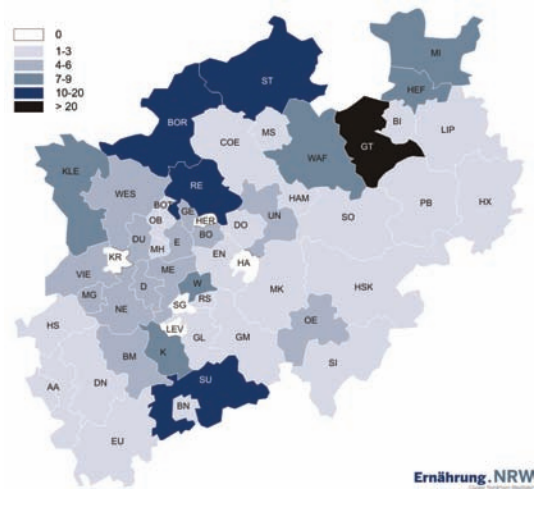 0
1-3
4-6
7-9
10-20
> 20
MI
HEF
ST
BI
LIP
BOR
MS
COE
GT
WAF
KLE
RE
WES
HAM
PB
HX
BOT
GE
UN
SO
OB
HER
DO
DU
E
BO
MH
EN
HA
KR
VIE
ME
W
MK
HSK
MG
D
RS
NE
SG
OE
HS
LEV
GL
GM
BM
K
SI
AA
DN
SU
BN
EU
Ernährung.NRW